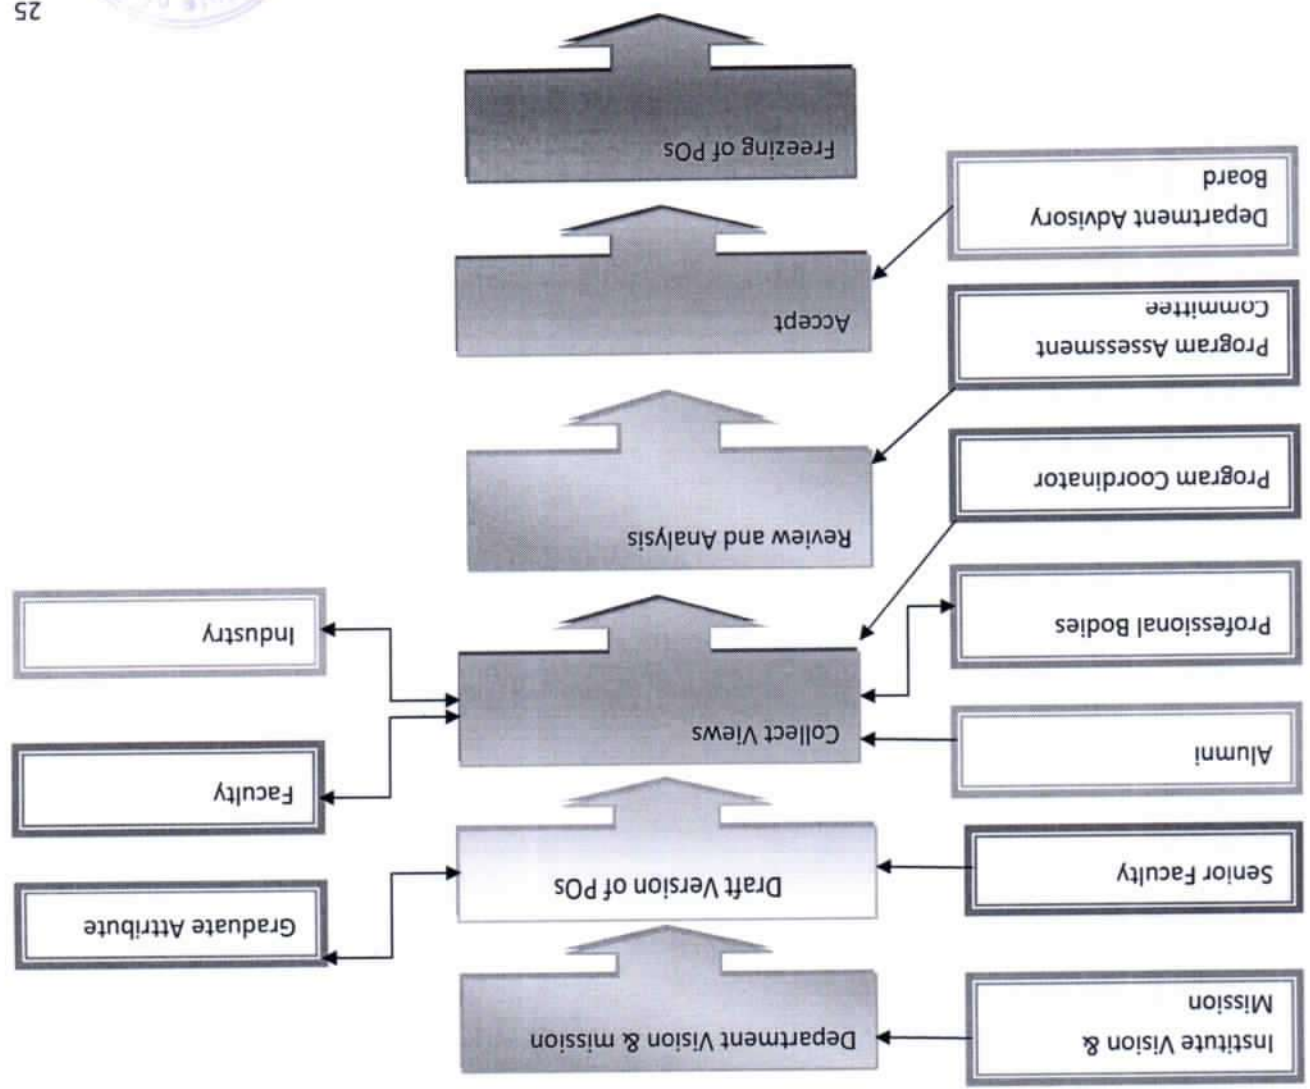 Institute Vision &
Mission
Department Vision & mission
Senior Faculty
Draft Version of POs
Graduate Attribute
Alumni
Collect Views
Faculty
Professional Bodies
Industry
Program Coordinator
Review and Analysis
Program Assessment
Committee
Accept
Department Advisory
Board
Freezing of POs
25